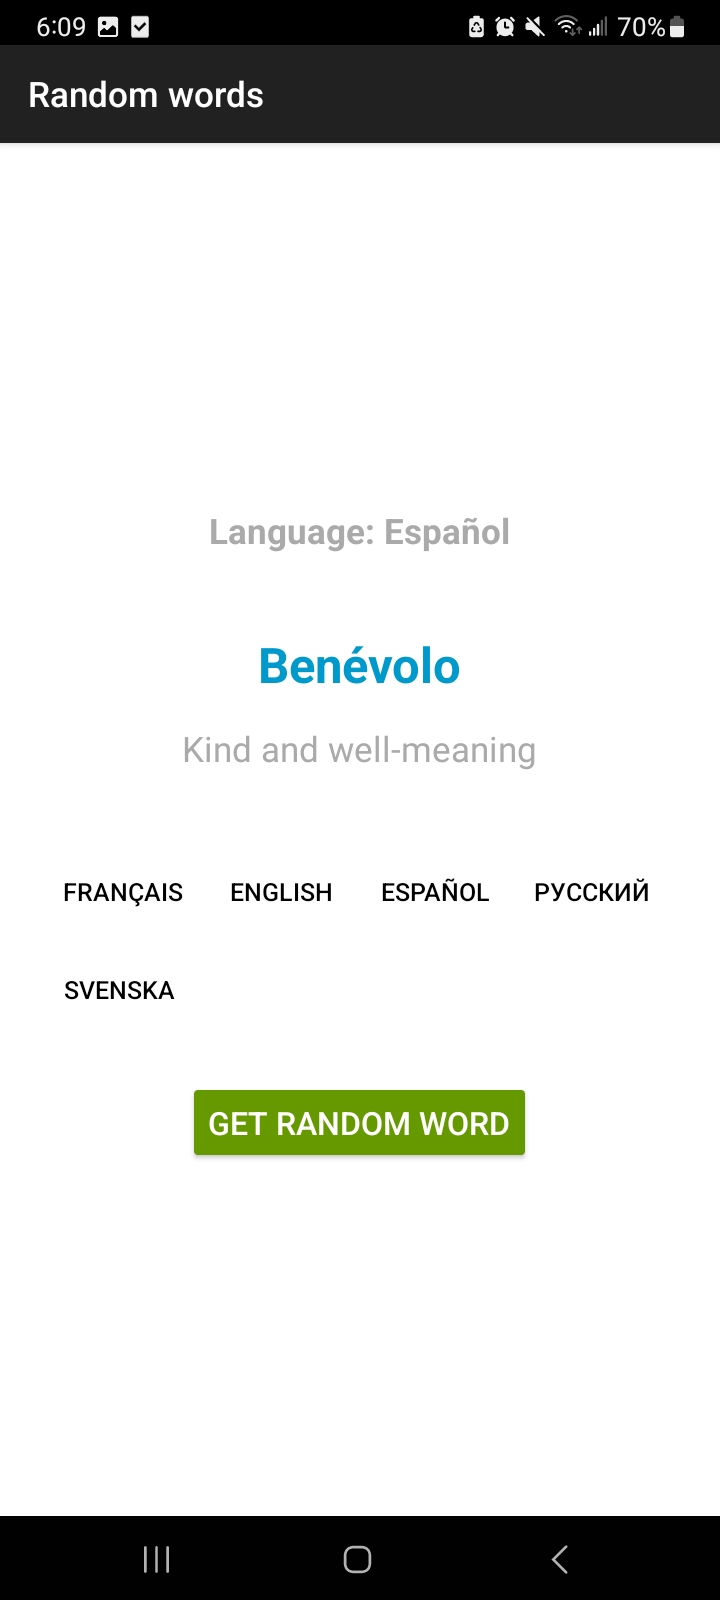 6:09 70%
Random words
Language: Español
Benévolo
Kind and well-meaning
FRANÇAIS ENGLISH ESPAÑOL РУССКИЙ
SVENSKA
GET RANDOM WORD